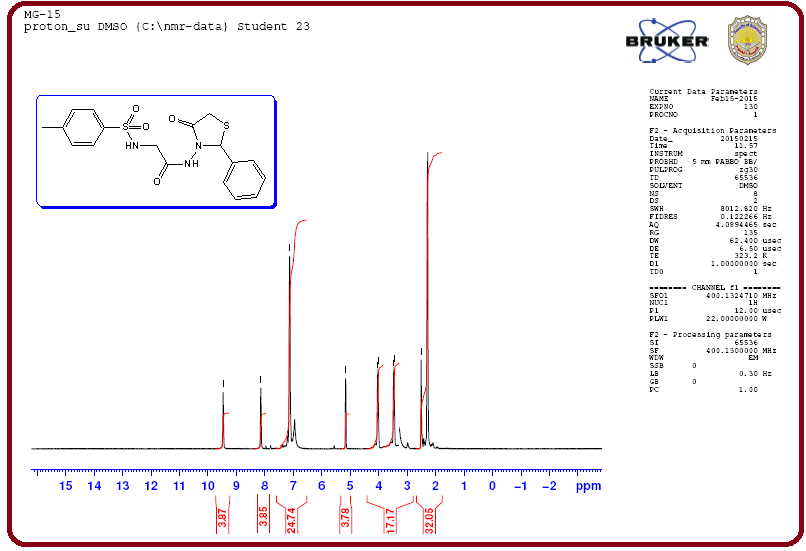 MG-15
proton_su DMSO {C:\nmr-data} Student 23
BRUKER
O
O
S
O
HN
O
NH
O
N
S
Current Data Parameters
NAME Feb15-2015
EXPNO 130
PROCNO 1
F2 - Acquisition Parameters
Date_ 20150215
Time 11.57
INSTRUM spect
PROBHD 5 mm PABBO BB/
PULPROG zg30
TD 65536
SOLVENT DMSO
NS 8
DS 2
SWH 8012.820 Hz
FIDRES 0.122266 Hz
AQ 4.0894465 sec
RG 135
DW 62.400 usec
DE 6.50 usec
TE 323.2 K
D1 1.00000000 sec
TD0 1
======== CHANNEL f1 ========
SFO1 400.1324710 MHz
NUC1 1H
P1 12.00 usec
PLW1 22.00000000 W
F2 - Processing parameters
SI 65536
SF 400.1300000 MHz
WDW EM
SSB 0
LB 0.30 Hz
GB 0
PC 1.00
15 14 13 12 11 10 9 8 7 6 5 4 3 2 1 0 −1 −2 ppm
3.87 3.85 24.74 3.78 17.17 32.05